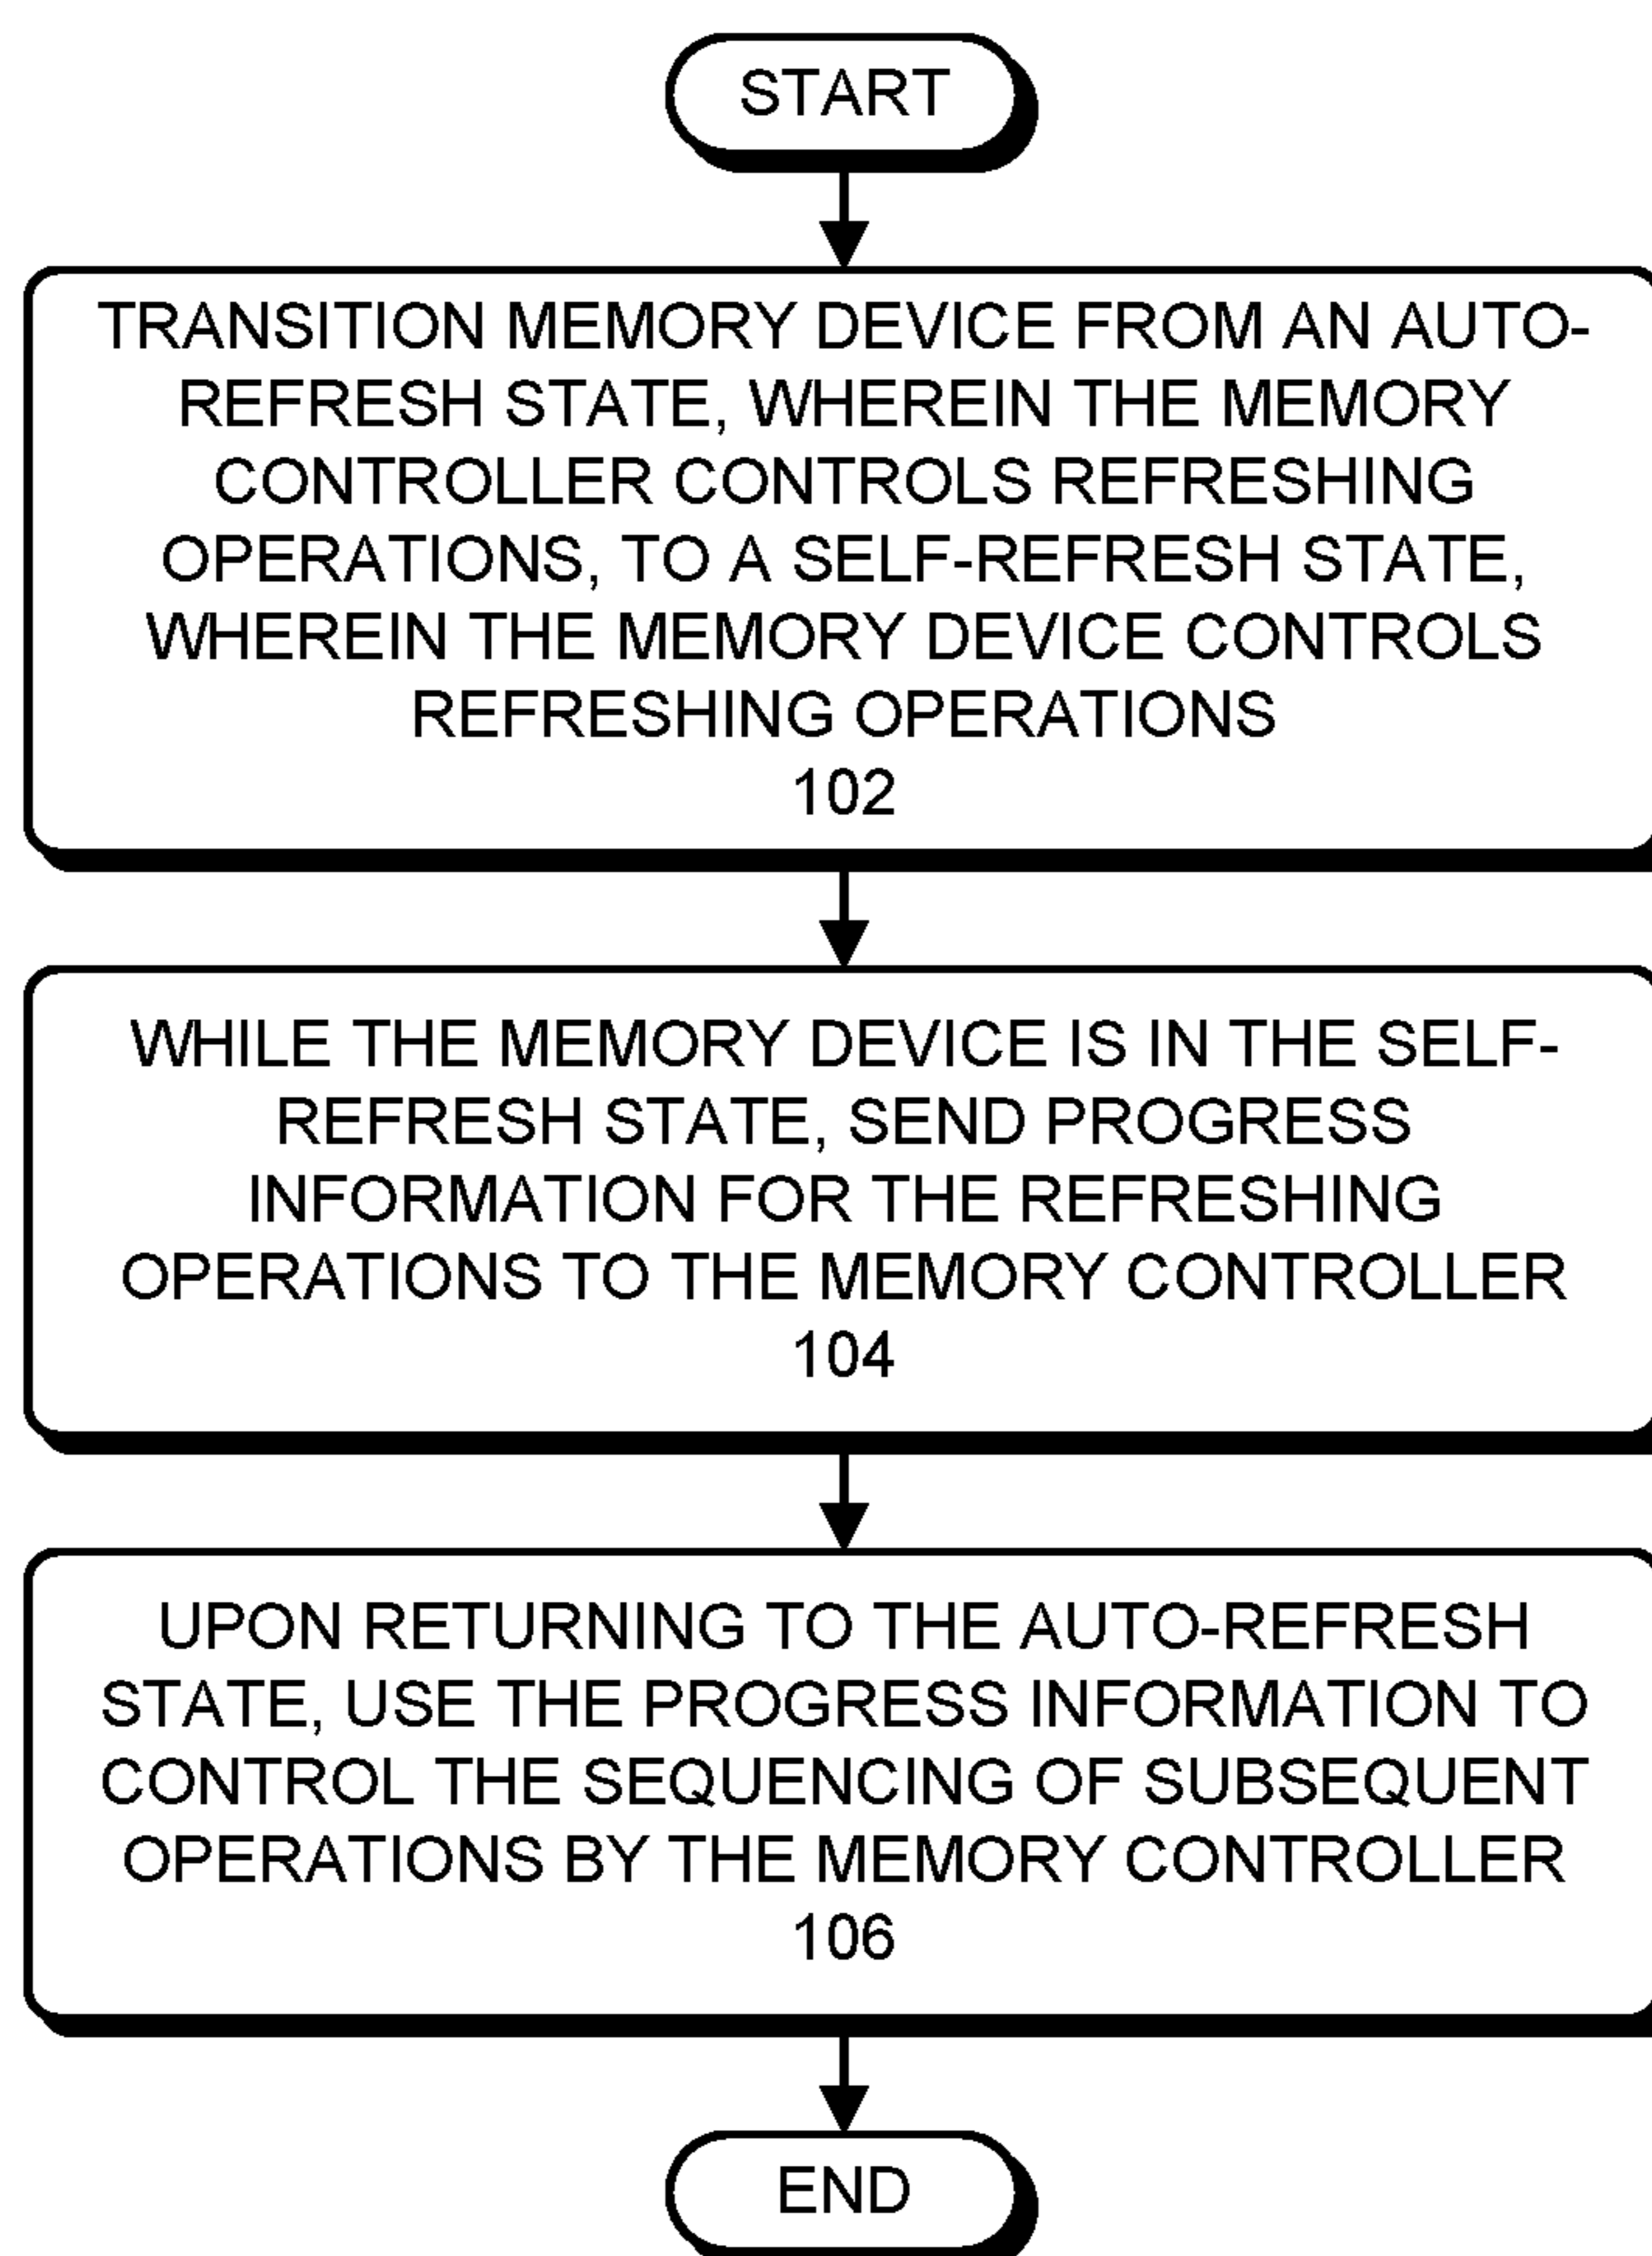 START
TRANSITION MEMORY DEVICE FROM AN AUTO-
REFRESH STATE, WHEREIN THE MEMORY
CONTROLLER CONTROLS REFRESHING
OPERATIONS, TO A SELF-REFRESH STATE,
WHEREIN THE MEMORY DEVICE CONTROLS
REFRESHING OPERATIONS
102
WHILE THE MEMORY DEVICE IS IN THE SELF-
REFRESH STATE, SEND PROGRESS
INFORMATION FOR THE REFRESHING
OPERATIONS TO THE MEMORY CONTROLLER
104
UPON RETURNING TO THE AUTO-REFRESH
STATE, USE THE PROGRESS INFORMATION TO
CONTROL THE SEQUENCING OF SUBSEQUENT
OPERATIONS BY THE MEMORY CONTROLLER
106
END